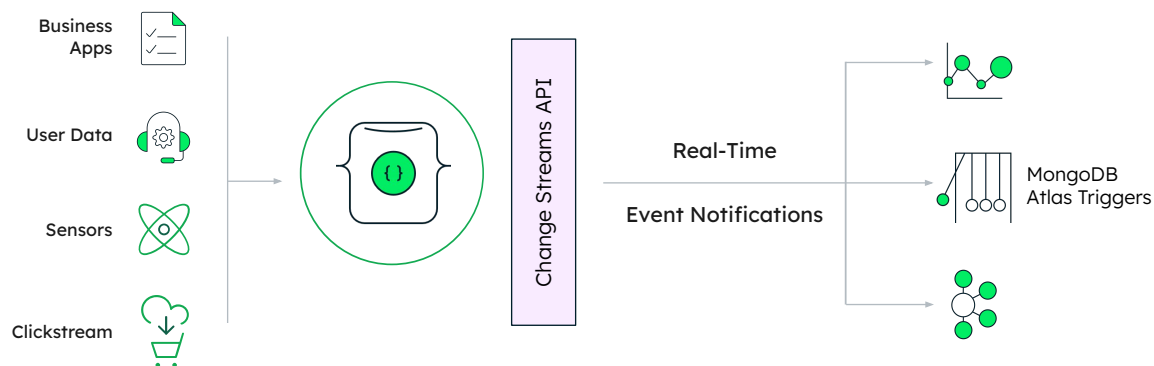 Business
Apps
User Data
Sensors
Clickstream
{ }
Change Streams API
Real-Time
Event Notifications
MongoDB
Atlas Triggers